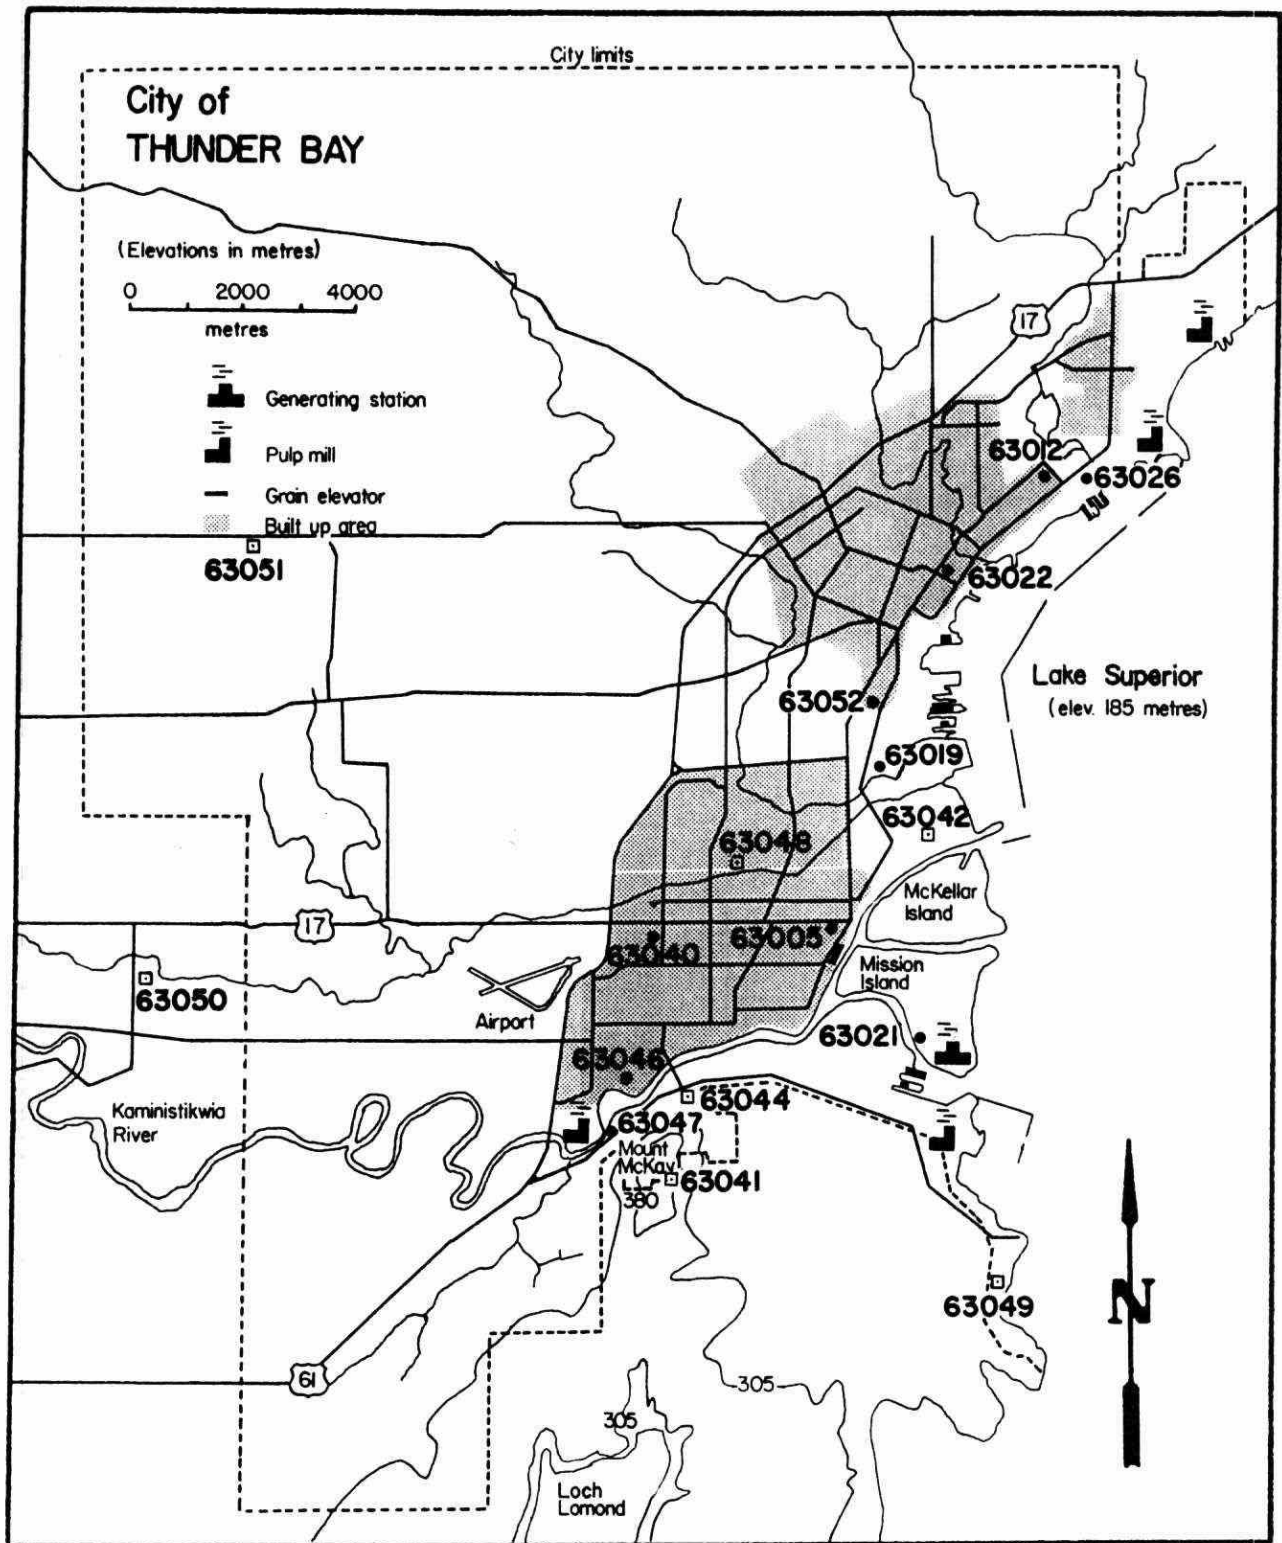 City limits
City of
THUNDER BAY
(Elevations in metres)
0 2000 4000
metres
Generating station
Pulp mill
Grain elevator
Built up area
17
63012
63026
63051
63022
Lake Superior
(elev. 185 metres)
63052
63019
63042
63048
McKellar
Island
17
63005
63040
Mission
Island
63050
Airport
63021
63046
63044
Kaministikwia
River
63047
Mount
McKay
63041
380
63049
N
61
305
305
Loch
Lomond